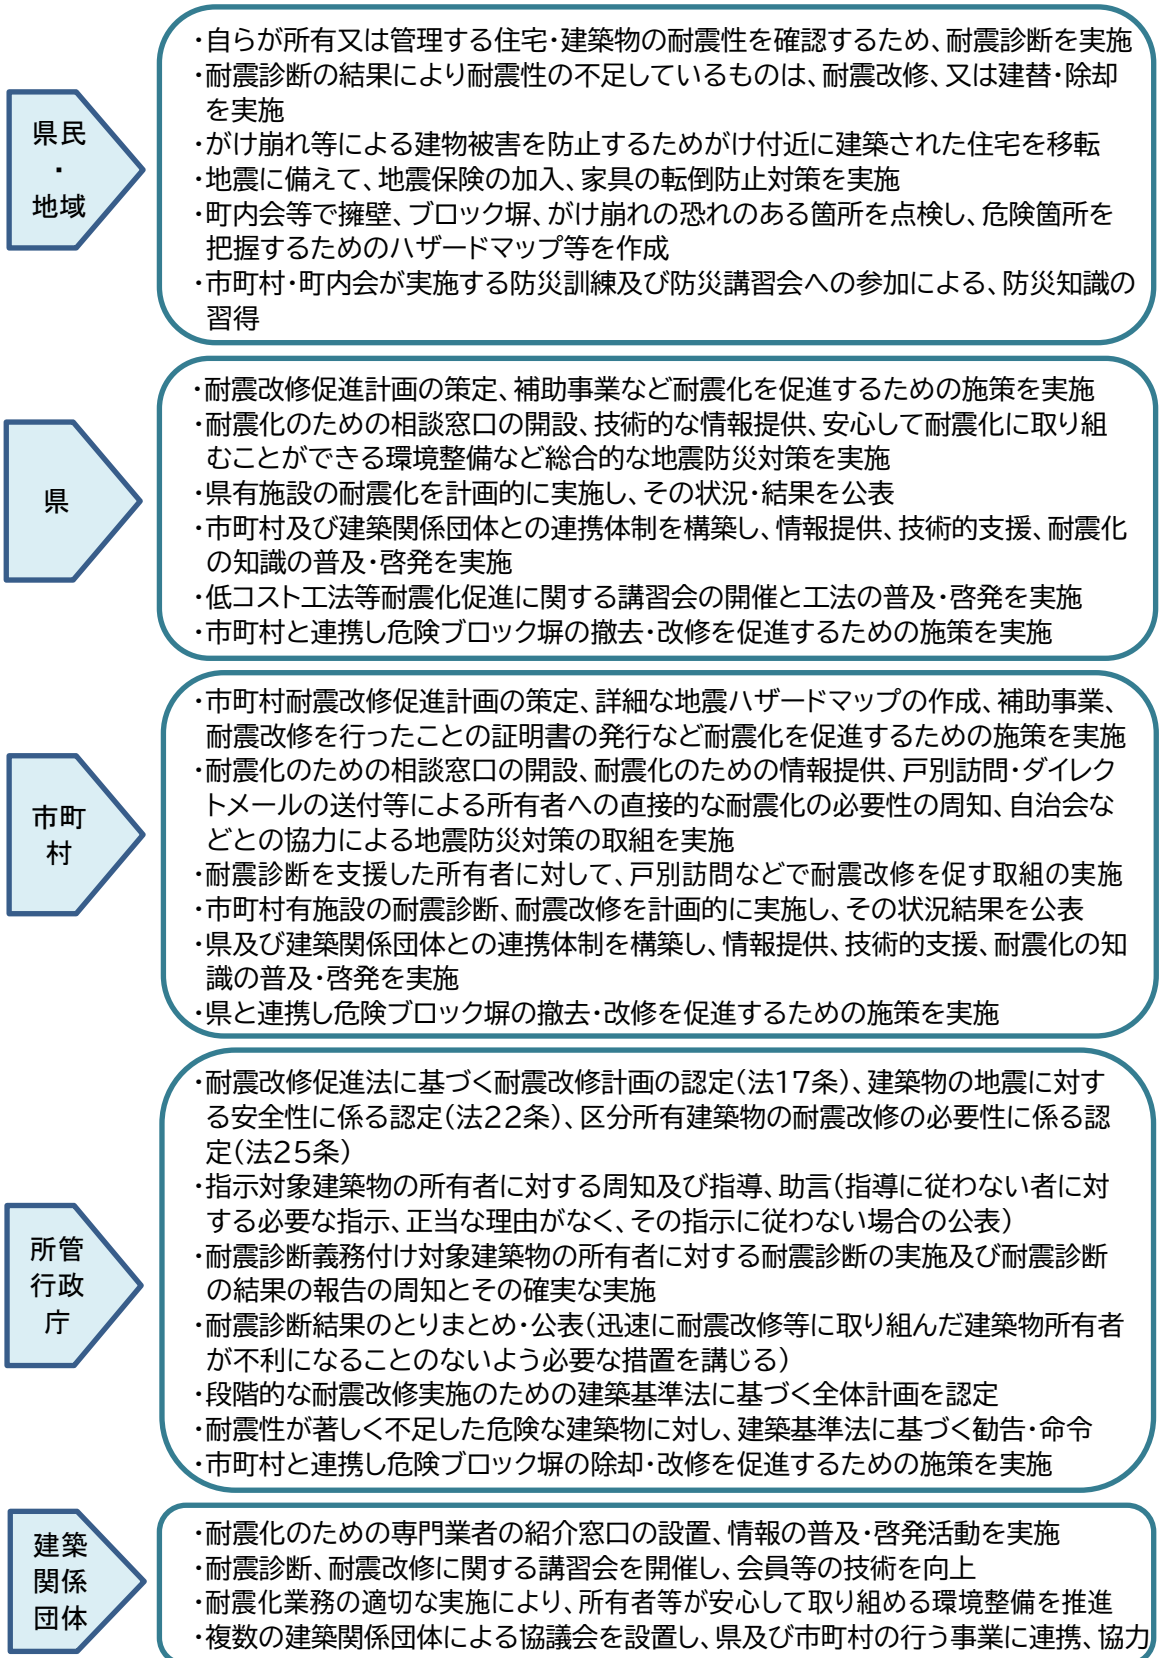 県民
・
地域
・自らが所有又は管理する住宅・建築物の耐震性を確認するため、耐震診断を実施
・耐震診断の結果により耐震性の不足しているものは、耐震改修、又は建替・除却
を実施
・がけ崩れ等による建物被害を防止するためがけ付近に建築された住宅を移転
・地震に備えて、地震保険の加入、家具の転倒防止対策を実施
・町内会等で擁壁、ブロック塀、がけ崩れの恐れのある箇所を点検し、危険箇所を
把握するためのハザードマップ等を作成
・市町村・町内会が実施する防災訓練及び防災講習会への参加による、防災知識の
習得
県
・耐震改修促進計画の策定、補助事業など耐震化を促進するための施策を実施
・耐震化のための相談窓口の開設、技術的な情報提供、安心して耐震化に取り組
むことができる環境整備など総合的な地震防災対策を実施
・県有施設の耐震化を計画的に実施し、その状況・結果を公表
・市町村及び建築関係団体との連携体制を構築し、情報提供、技術的支援、耐震化
の知識の普及・啓発を実施
・低コスト工法等耐震化促進に関する講習会の開催と工法の普及・啓発を実施
・市町村と連携し危険ブロック塀の撤去・改修を促進するための施策を実施
市町
村
・市町村耐震改修促進計画の策定、詳細な地震ハザードマップの作成、補助事業、
耐震改修を行ったことの証明書の発行など耐震化を促進するための施策を実施
・耐震化のための相談窓口の開設、耐震化のための情報提供、戸別訪問・ダイレク
トメールの送付等による所有者への直接的な耐震化の必要性の周知、自治会な
どとの協力による地震防災対策の取組を実施
・耐震診断を支援した所有者に対して、戸別訪問などで耐震改修を促す取組の実施
・市町村有施設の耐震診断、耐震改修を計画的に実施し、その状況結果を公表
・県及び建築関係団体との連携体制を構築し、情報提供、技術的支援、耐震化の知
識の普及・啓発を実施
・県と連携し危険ブロック塀の撤去・改修を促進するための施策を実施
所管
行政
庁
・耐震改修促進法に基づく耐震改修計画の認定（法17条）、建築物の地震に対す
る安全性に係る認定（法22条）、区分所有建築物の耐震改修の必要性に係る認
定（法25条）
・指示対象建築物の所有者に対する周知及び指導、助言（指導に従わない者に対
する必要な指示、正当な理由がなく、その指示に従わない場合の公表）
・耐震診断義務付け対象建築物の所有者に対する耐震診断の実施及び耐震診断
の結果の報告の周知とその確実な実施
・耐震診断結果のとりまとめ・公表（迅速に耐震改修等に取り組んだ建築物所有者
が不利になることのないよう必要な措置を講じる）
・段階的な耐震改修実施のための建築基準法に基づく全体計画を認定
・耐震性が著しく不足した危険な建築物に対し、建築基準法に基づく勧告・命令
・市町村と連携し危険ブロック塀の除却・改修を促進するための施策を実施
建築
関係
団体
・耐震化のための専門業者の紹介窓口の設置、情報の普及・啓発活動を実施
・耐震診断、耐震改修に関する講習会を開催し、会員等の技術を向上
・耐震化業務の適切な実施により、所有者等が安心して取り組める環境整備を推進
・複数の建築関係団体による協議会を設置し、県及び市町村の行う事業に連携、協力